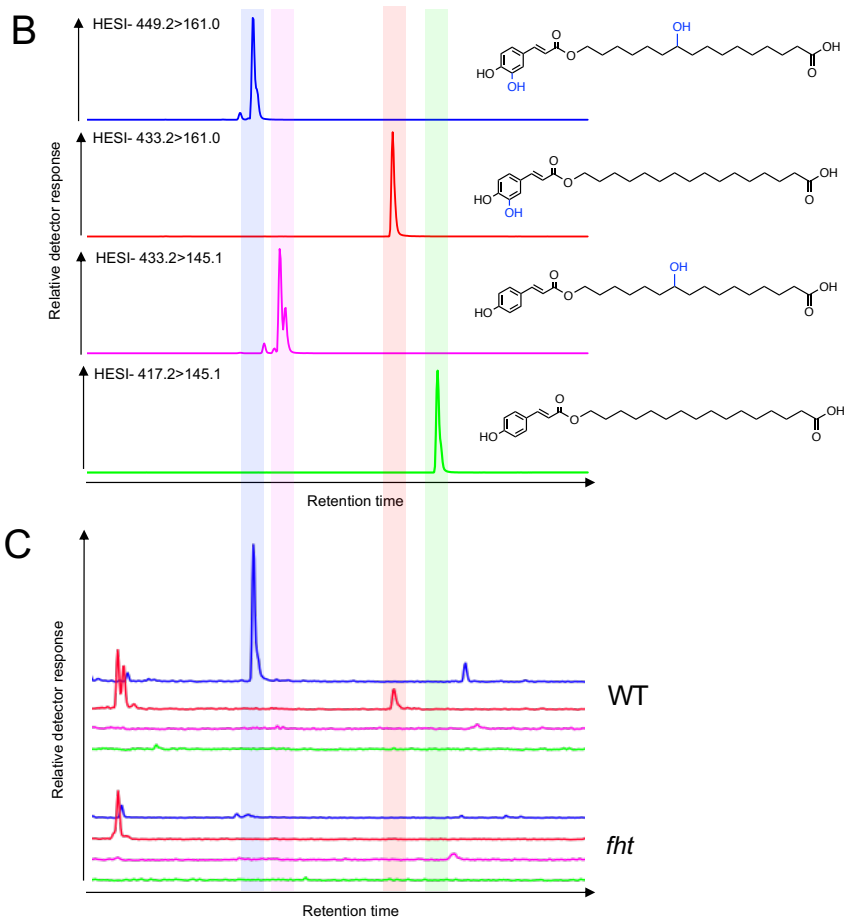 B
HESI- 449.2>161.0
OH
O
OH
O
O
HO
OH
HESI- 433.2>161.0
O
OH
O
O
HO
OH
HESI- 433.2>145.1
OH
O
OH
O
O
HO
HESI- 417.2>145.1
O
OH
O
O
HO
Relative detector response
Retention time
C
Relative detector response
WT
fht
Retention time